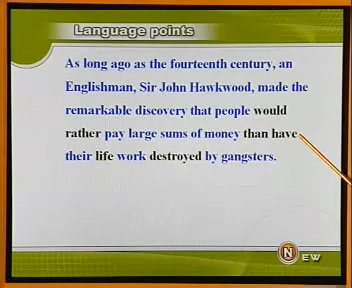 Language points
As long ago as the fourteenth century, an
Englishman, Sir John Hawkwood, made the
remarkable discovery that people would
rather pay large sums of money than have
their life work destroyed by gangsters.
N EW